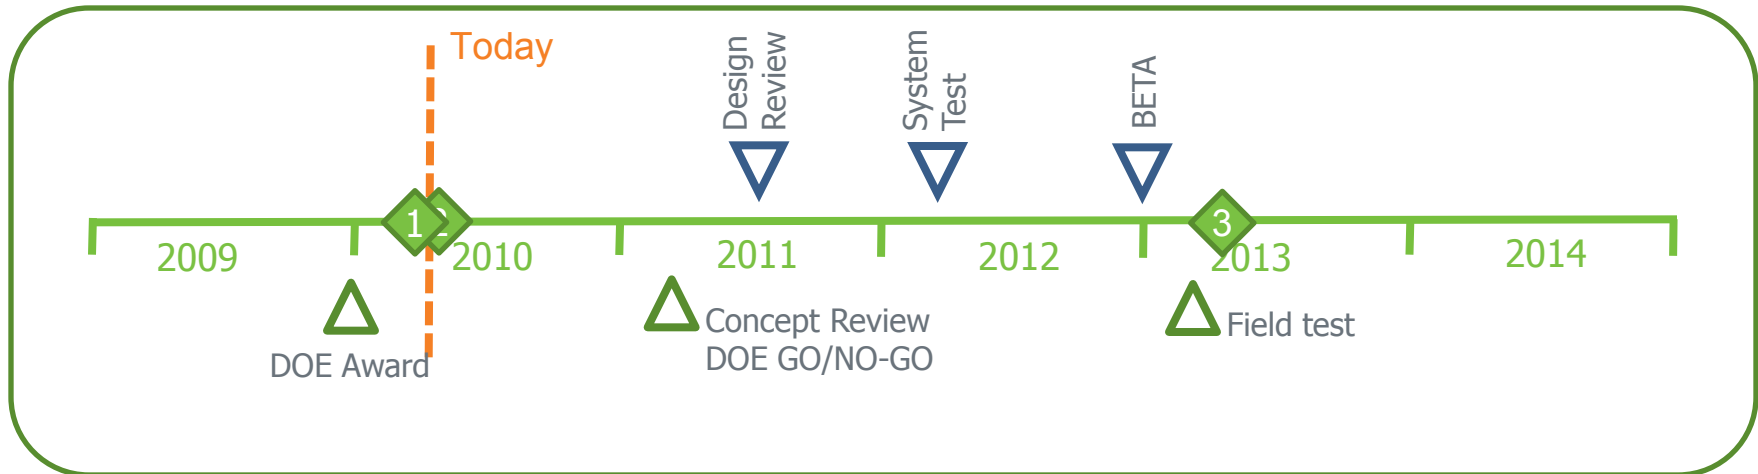 Today
Design
Review
System
Test
BETA
1
2
3
2009
2010
2011
2012
2013
2014
DOE Award
Concept Review
DOE GO/NO-GO
Field test